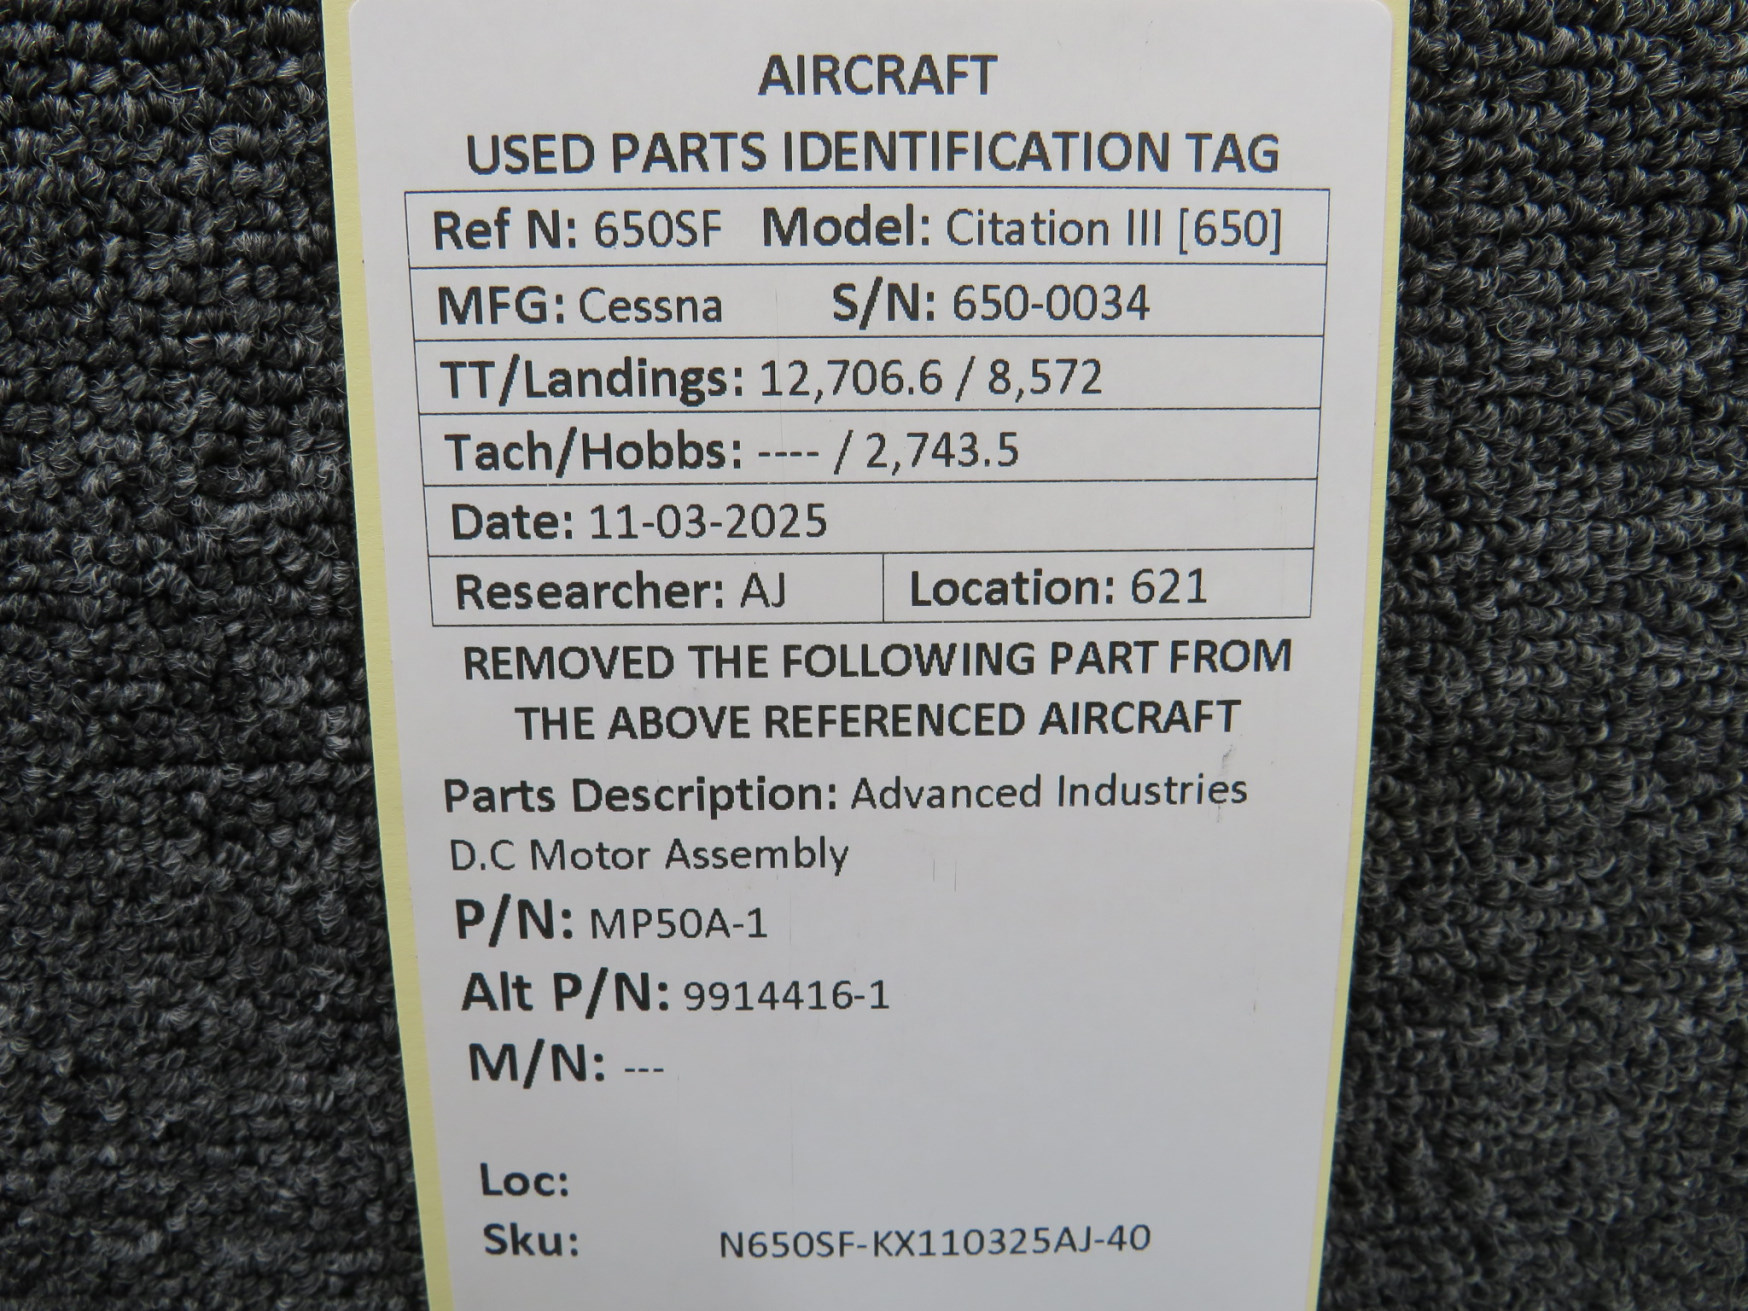 AIRCRAFT
USED PARTS IDENTIFICATION TAG
Ref N: 650SF Model: Citation III [650]
MFG: Cessna S/N: 650-0034
TT/Landings: 12,706.6 / 8,572
Tach/Hobbs: ---- / 2,743.5
Date: 11-03-2025
Researcher: AJ Location: 621
REMOVED THE FOLLOWING PART FROM
THE ABOVE REFERENCED AIRCRAFT
Parts Description: Advanced Industries
D.C Motor Assembly
P/N: MP50A-1
Alt P/N: 9914416-1
M/N: ---
Loc:
Sku: N650SF-KX110325AJ-40